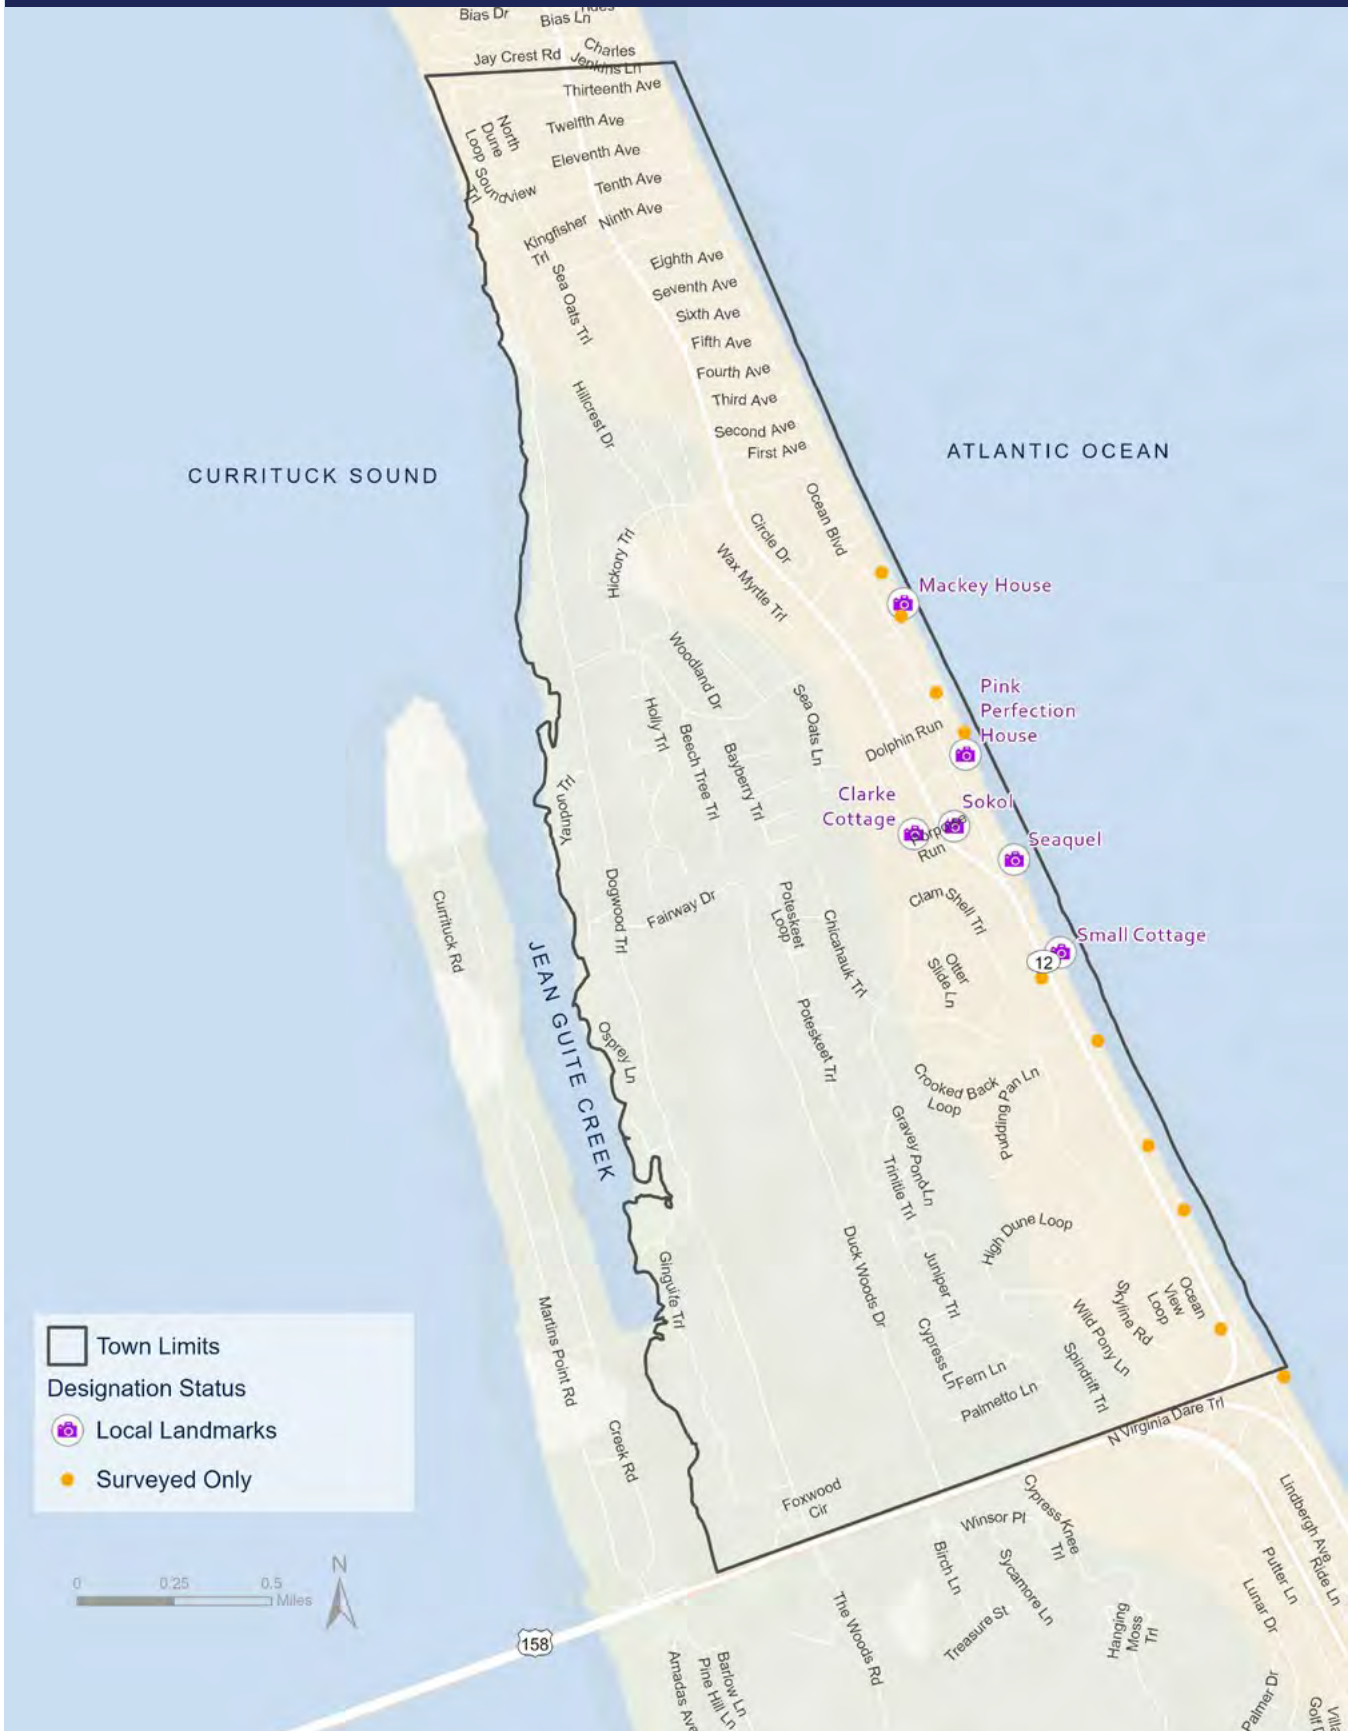 Bias Dr
Bias Ln
Jay Crest Rd
Charles
Jenkins Ln
Thirteenth Ave
Twelfth Ave
North
Dune
Loop
Trl
Eleventh Ave
Soundview
Tenth Ave
Ninth Ave
Kingfisher
Trl
Eighth Ave
Sea Oats Trl
Seventh Ave
Sixth Ave
Fifth Ave
Fourth Ave
Third Ave
Second Ave
First Ave
Hillcrest Dr
CURRITUCK SOUND
ATLANTIC OCEAN
Ocean Blvd
Circle Dr
Hickory Trl
Wax Myrtle Trl
Mackey House
Woodland Dr
Pink
Perfection
House
Sea Oats Ln
Holly Trl
Beech Tree Trl
Bayberry Trl
Dolphin Run
Yaupon Trl
Clarke
Cottage
Sokol
Run
Seaquel
Dogwood Trl
Fairway Dr
Poteskeet
Loop
Chicahauk Trl
Clam Shell Trl
Currituck Rd
Small Cottage
12
Otter
Slide Ln
JEAN GUITE CREEK
Osprey Ln
Poteskeet Trl
Crooked Back
Loop
Pudding Pan Ln
Gravey Pond Ln
Trinitie Trl
High Dune Loop
Duck Woods Dr
Juniper Trl
Ginguite Trl
Ocean
View
Loop
Skyline Rd
Wild Pony Ln
Spindrift Trl
Martins Point Rd
Cypress Ln
Fern Ln
Palmetto Ln
N Virginia Dare Trl
Creek Rd
Town Limits
Designation Status
Local Landmarks
Surveyed Only
Foxwood
Cir
Winsor Pl
Cypress Knee
Trl
Lindbergh Ave
Ride Ln
Putter Ln
Lunar Dr
Birch Ln
Sycamore Ln
Treasure St
Hanging
Moss
Trl
0 0.25 0.5
Miles
N
158
The Woods Rd
Amadas Ave
Barlow Ln
Pine Hill Ln
Palmer Dr
Golf